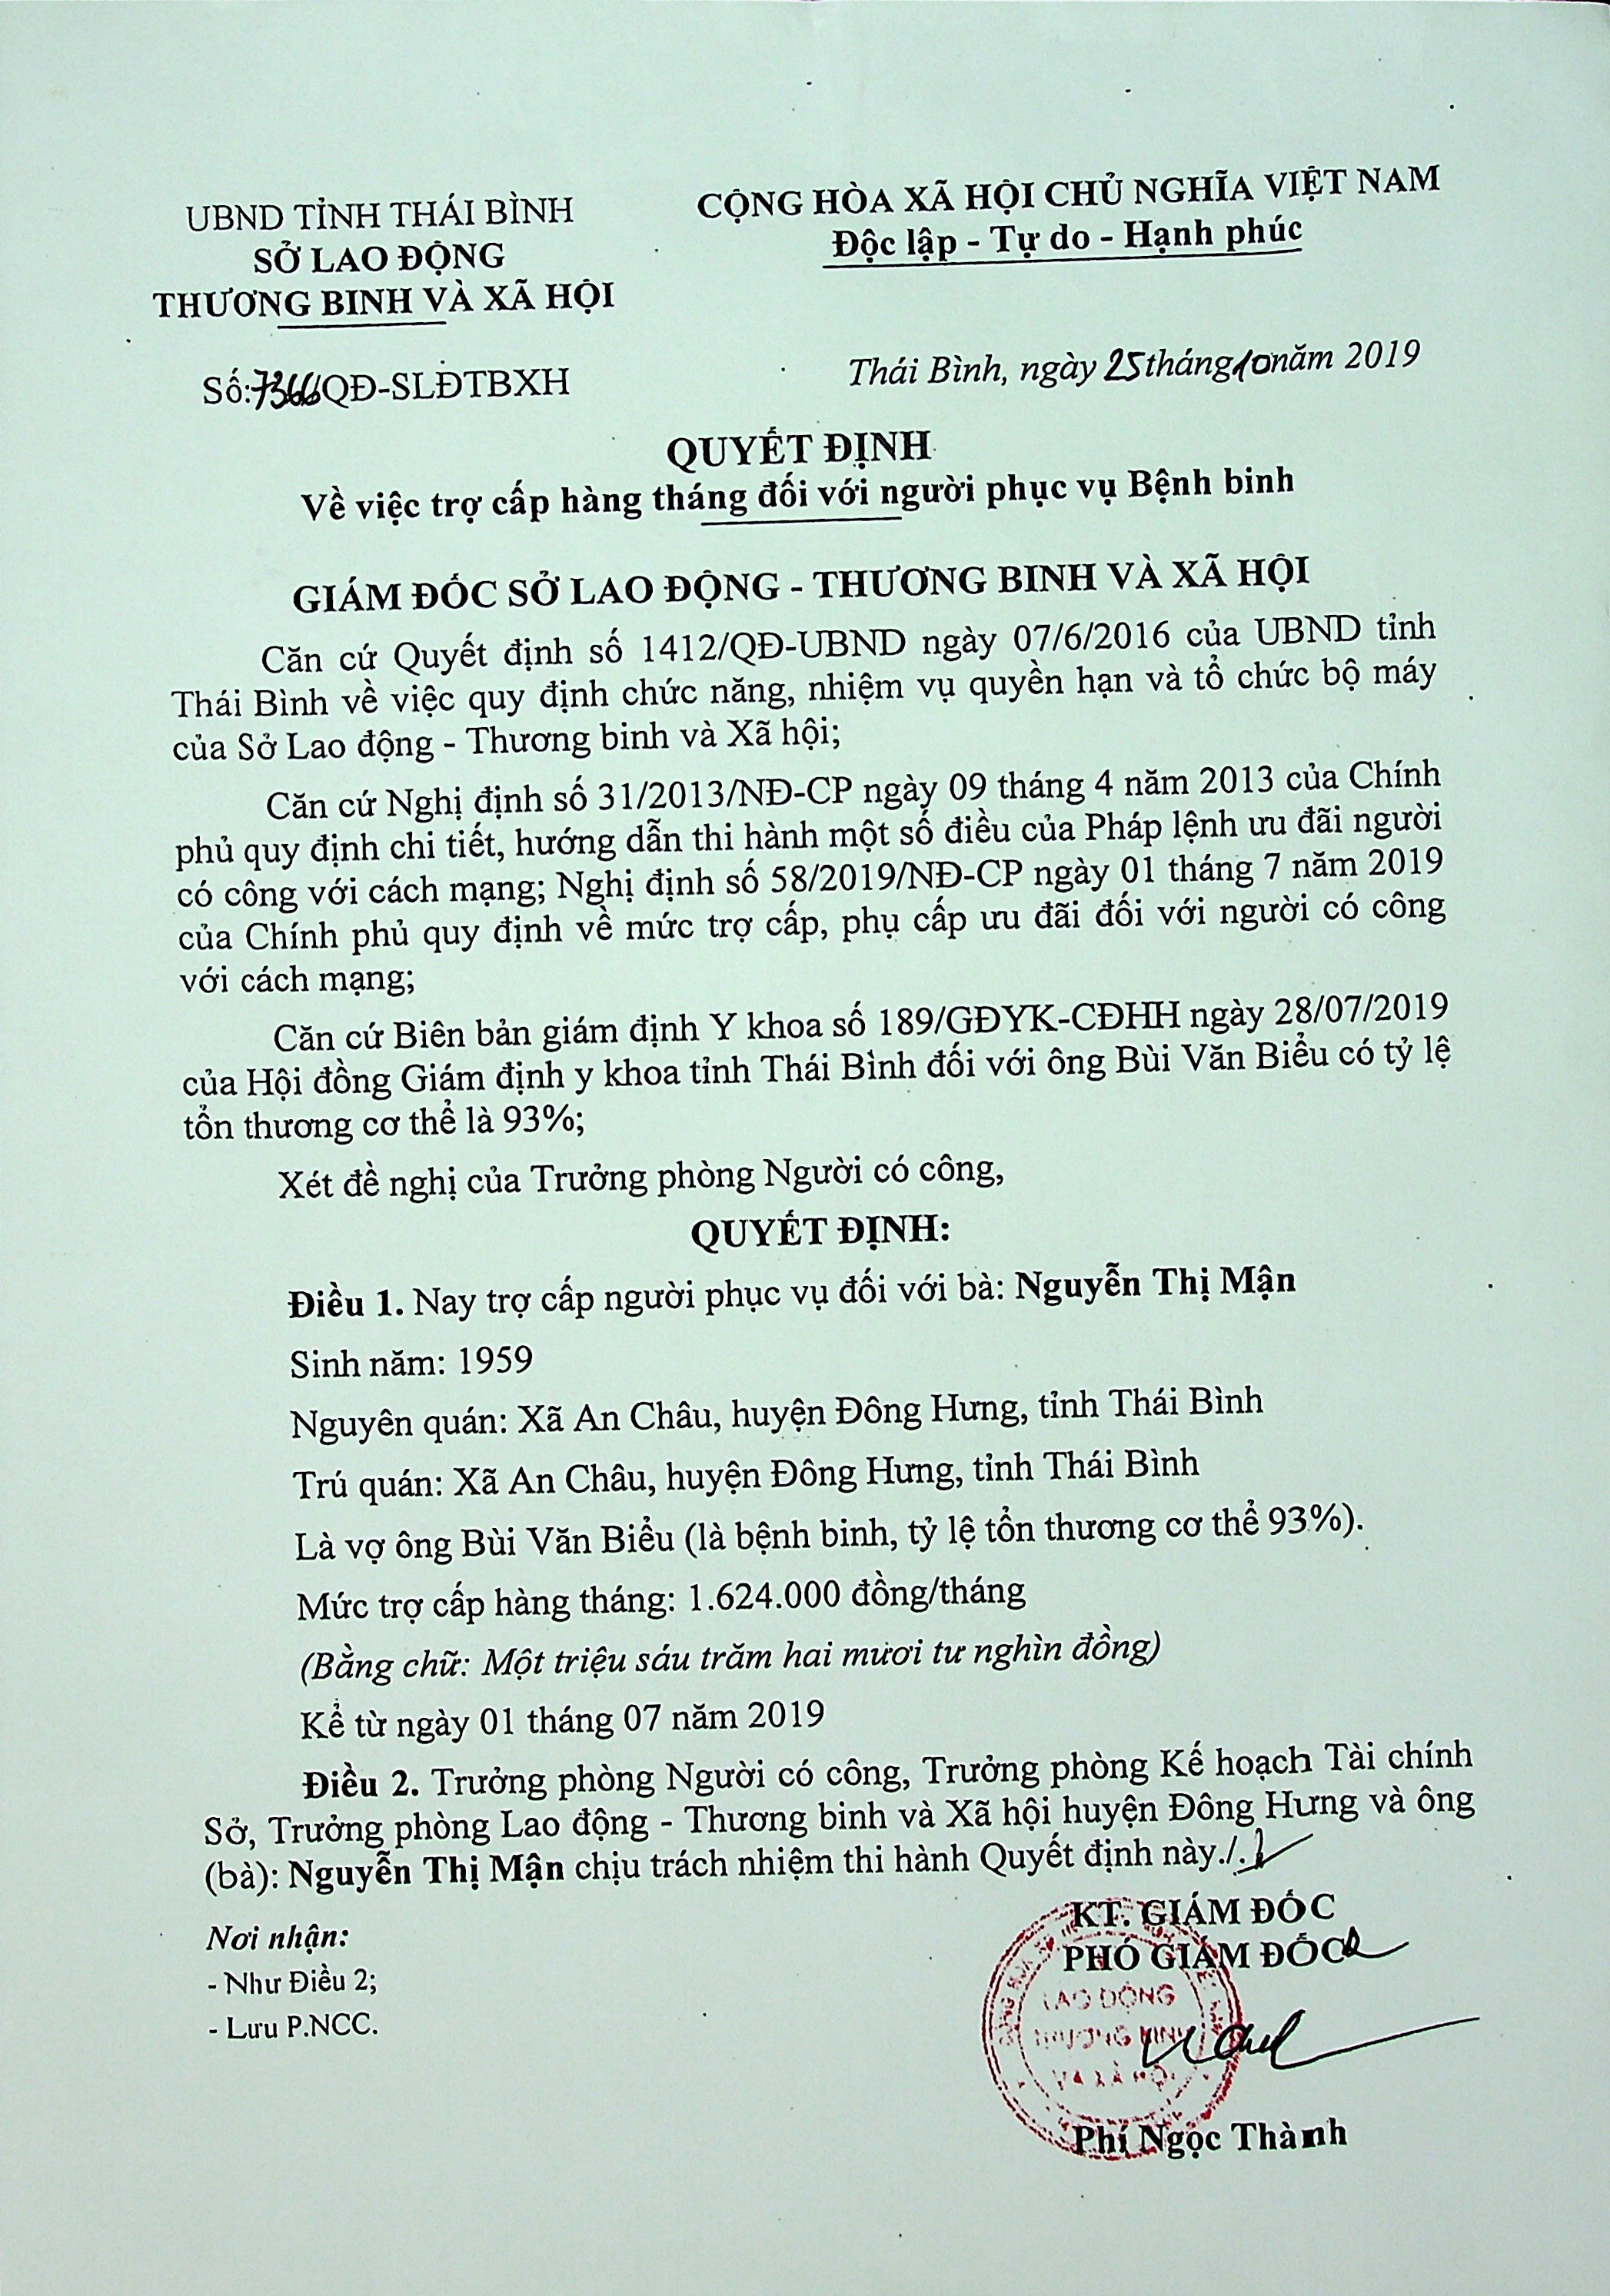 UBND TỈNH THÁI BÌNH
SỞ LAO ĐỘNG
THƯƠNG BINH VÀ XÃ HỘI
CỘNG HÒA XÃ HỘI CHỦ NGHĨA VIỆT NAM
Độc lập - Tự do - Hạnh phúc
Số:7366QĐ-SLĐTBXH
Thái Bình, ngày 25 tháng 10 năm 2019
QUYẾT ĐỊNH
Về việc trợ cấp hàng tháng đối với người phục vụ Bệnh binh
GIÁM ĐỐC SỞ LAO ĐỘNG - THƯƠNG BINH VÀ XÃ HỘI
Căn cứ Quyết định số 1412/QĐ-UBND ngày 07/6/2016 của UBND tỉnh
Thái Bình về việc quy định chức năng, nhiệm vụ quyền hạn và tổ chức bộ máy
của Sở Lao động - Thương binh và Xã hội;
Căn cứ Nghị định số 31/2013/NĐ-CP ngày 09 tháng 4 năm 2013 của Chính
phủ quy định chi tiết, hướng dẫn thi hành một số điều của Pháp lệnh ưu đãi người
có công với cách mạng; Nghị định số 58/2019/NĐ-CP ngày 01 tháng 7 năm 2019
của Chính phủ quy định về mức trợ cấp, phụ cấp ưu đãi đối với người có công
với cách mạng;
Căn cứ Biên bản giám định Y khoa số 189/GĐYK-CĐHH ngày 28/07/2019
của Hội đồng Giám định y khoa tỉnh Thái Bình đối với ông Bùi Văn Biểu có tỷ lệ
tổn thương cơ thể là 93%;
Xét đề nghị của Trưởng phòng Người có công,
QUYẾT ĐỊNH:
Điều 1. Nay trợ cấp người phục vụ đối với bà: Nguyễn Thị Mận
Sinh năm: 1959
Nguyên quán: Xã An Châu, huyện Đông Hưng, tỉnh Thái Bình
Trú quán: Xã An Châu, huyện Đông Hưng, tỉnh Thái Bình
Là vợ ông Bùi Văn Biểu (là bệnh binh, tỷ lệ tổn thương cơ thể 93%).
Mức trợ cấp hàng tháng: 1.624.000 đồng/tháng
(Bằng chữ: Một triệu sáu trăm hai mươi tư nghìn đồng)
Kể từ ngày 01 tháng 07 năm 2019
Điều 2. Trưởng phòng Người có công, Trưởng phòng Kế hoạch Tài chính
Sở, Trưởng phòng Lao động - Thương binh và Xã hội huyện Đông Hưng và ông
(bà): Nguyễn Thị Mận chịu trách nhiệm thi hành Quyết định này./.
Nơi nhận:
- Như Điều 2;
- Lưu P.NCC.
KT. GIÁM ĐỐC
PHÓ GIÁM ĐỐC
LAO ĐỘNG
THƯƠNG BINH
VÀ XÃ HỘI
Phí Ngọc Thành